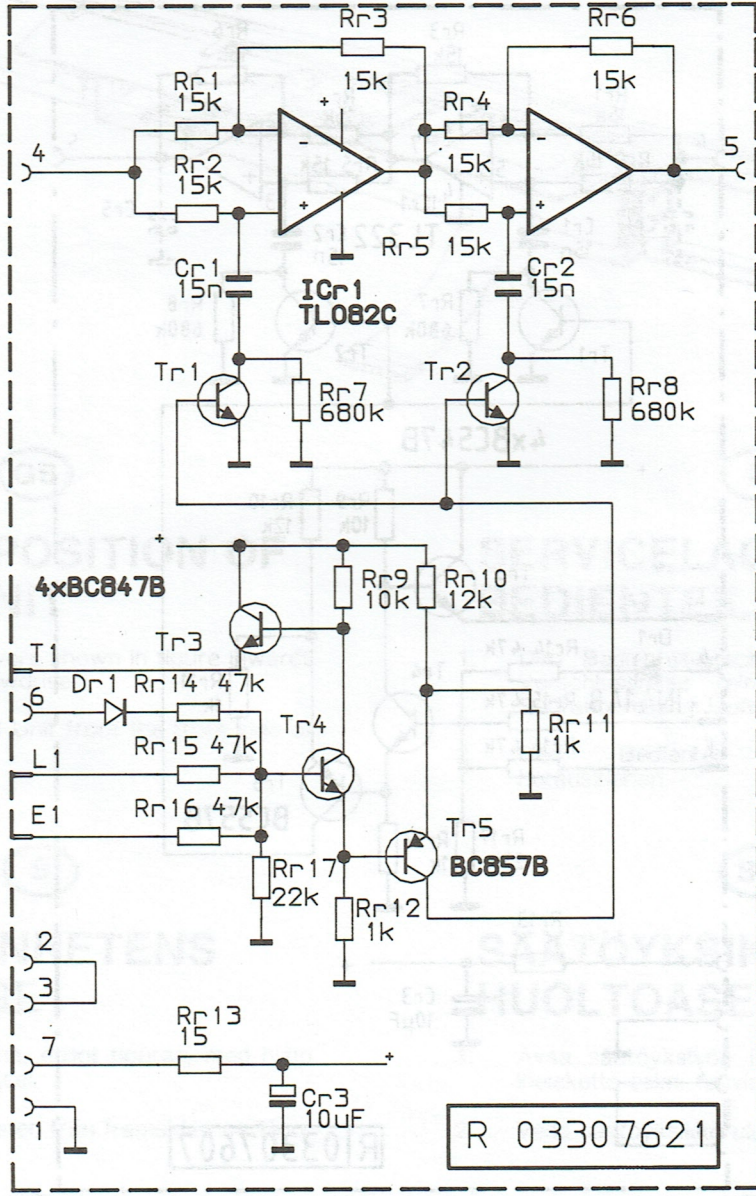 Rr3
Rr6
15k
15k
Rr1
15k
Rr4
4
Rr2
15k
15k
5
+
-
+
-
+
Rr5 15k
Cr1
15n
Cr2
15n
ICr1
TL082C
Tr1
Rr7
680k
Tr2
Rr8
680k
+
4xBC847B
Rr9
10k
Rr10
12k
T1
Tr3
6
Dr1
Rr14 47k
Tr4
Rr11
1k
L1
Rr15 47k
E1
Rr16 47k
Tr5
BC857B
Rr17
22k
Rr12
1k
2
3
7
Rr13
15
+
Cr3
10uF
1
R 03307621